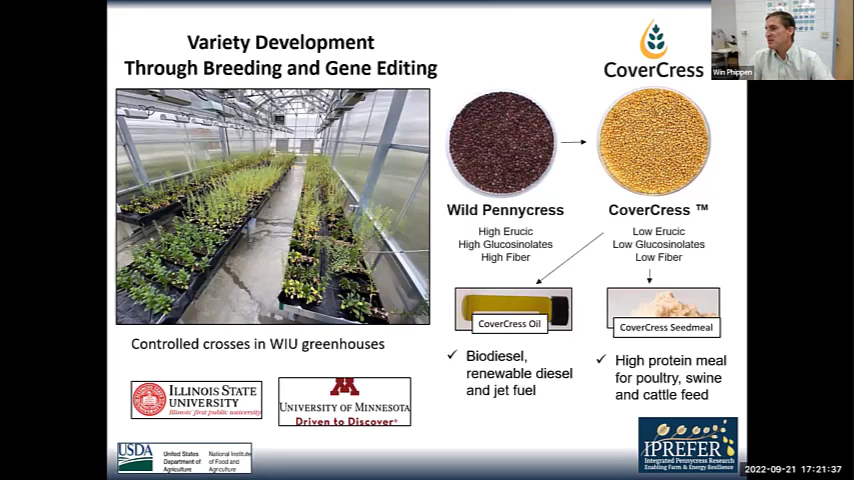 Variety Development
Through Breeding and Gene Editing
CoverCress
Win Phippen
Wild Pennycress
High Erucic
High Glucosinolates
High Fiber
CoverCress ™
Low Erucic
Low Glucosinolates
Low Fiber
CoverCress Oil
CoverCress Seedmeal
Controlled crosses in WIU greenhouses
✓ Biodiesel,
renewable diesel
and jet fuel
✓ High protein meal
for poultry, swine
and cattle feed
ILLINOIS STATE
UNIVERSITY
Illinois' first public university
M
UNIVERSITY OF MINNESOTA
Driven to Discover®
USDA
United States
Department of
Agriculture
National Institute
of Food and
Agriculture
IPREFER
Integrated Pennycress Research
Enabling Farm & Energy Resilience
2022-09-21 17:21:37